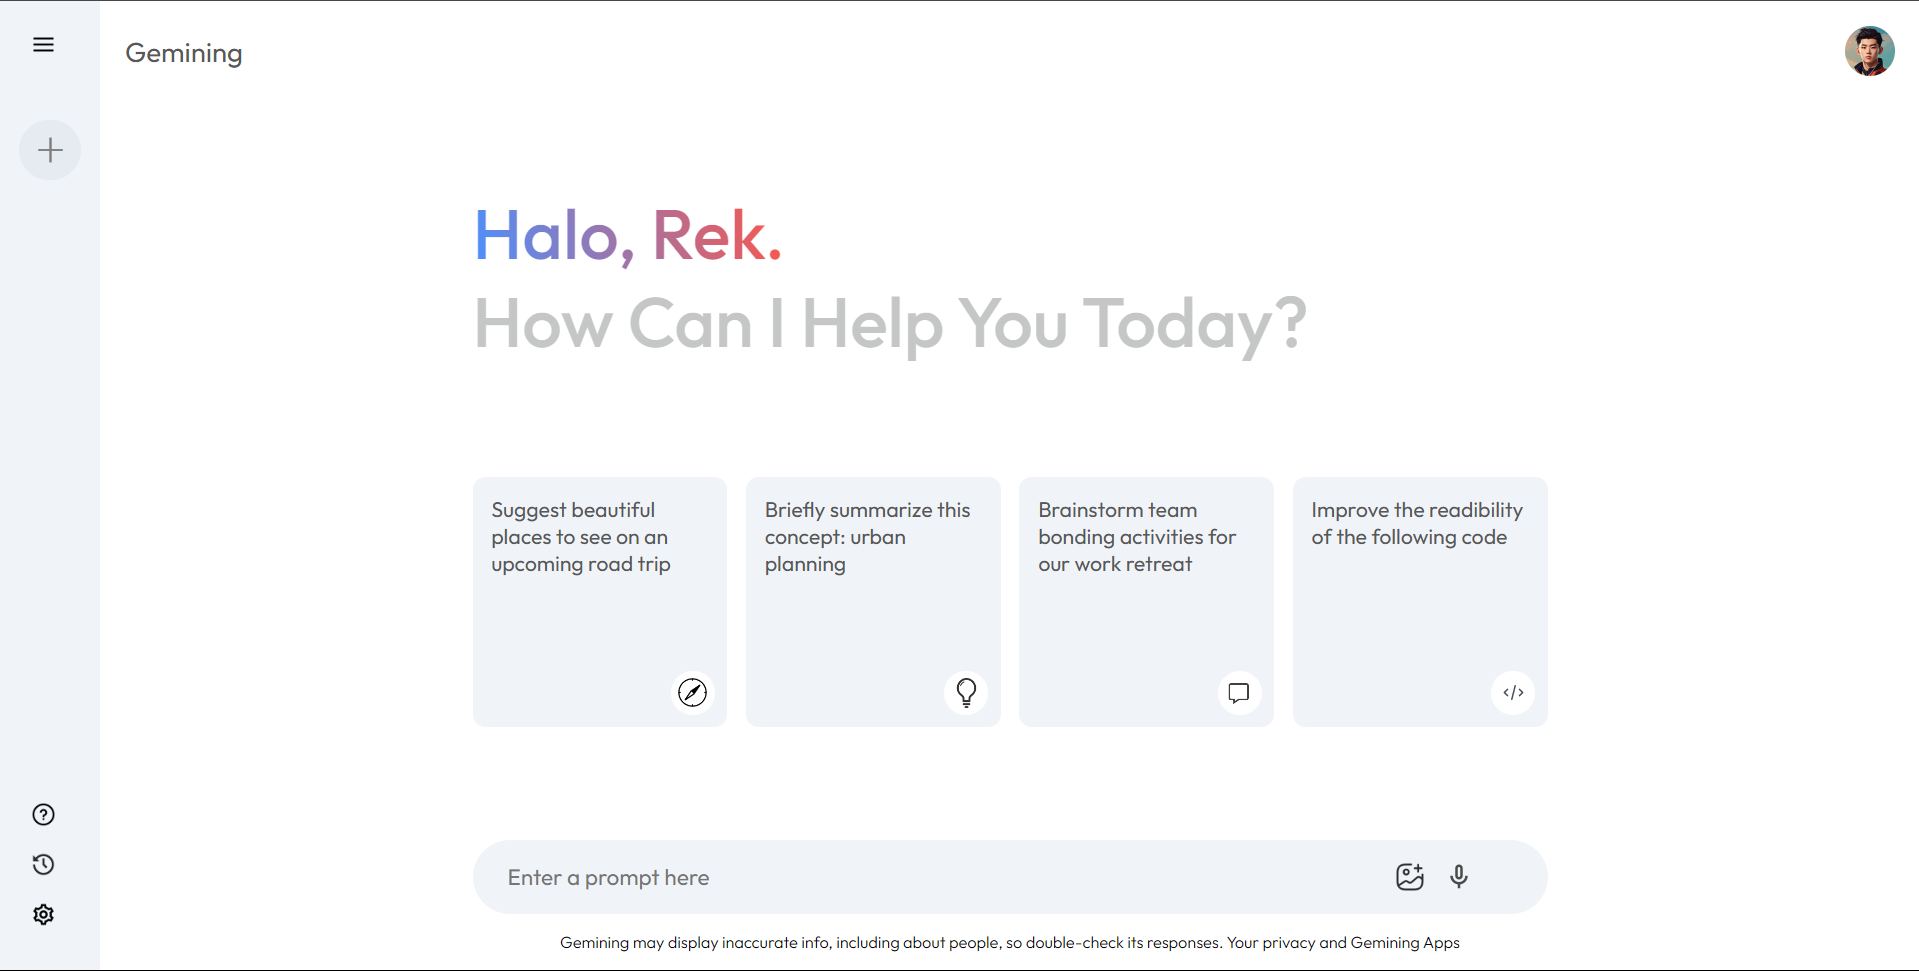 Gemining
Halo, Rek.
How Can I Help You Today?
Suggest beautiful
places to see on an
upcoming road trip
Briefly summarize this
concept: urban
planning
Brainstorm team
bonding activities for
our work retreat
Improve the readibility
of the following code
Enter a prompt here
Gemining may display inaccurate info, including about people, so double-check its responses. Your privacy and Gemining Apps